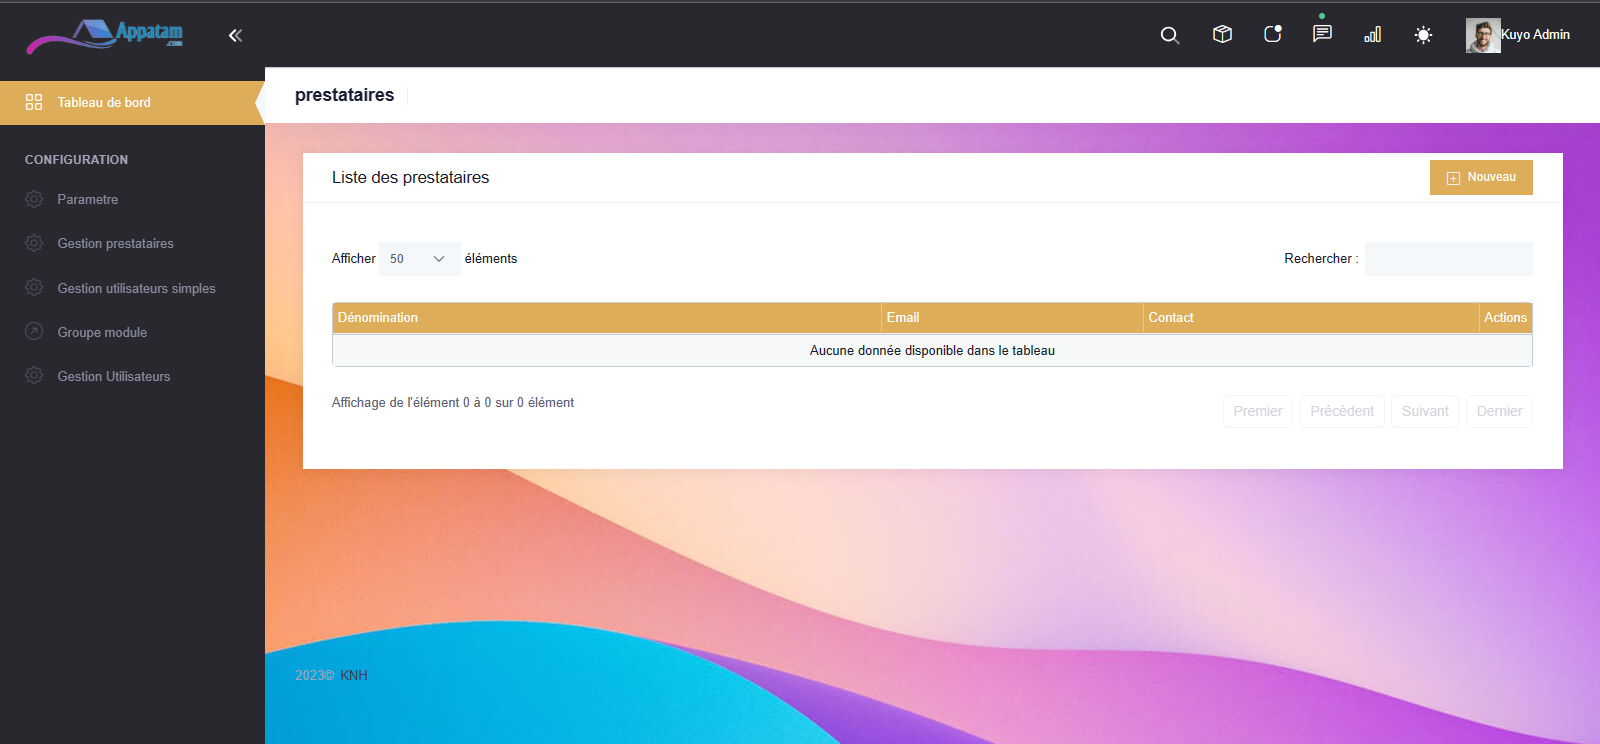 Appatam
.com
Kuyo Admin
Tableau de bord
prestataires
CONFIGURATION
Parametre
Gestion prestataires
Gestion utilisateurs simples
Groupe module
Gestion Utilisateurs
Liste des prestataires
Nouveau
Afficher 50 éléments
Rechercher :
Dénomination Email Contact Actions
Aucune donnée disponible dans le tableau
Affichage de l'élément 0 à 0 sur 0 élément
Premier Précédent Suivant Dernier
2023© KNH